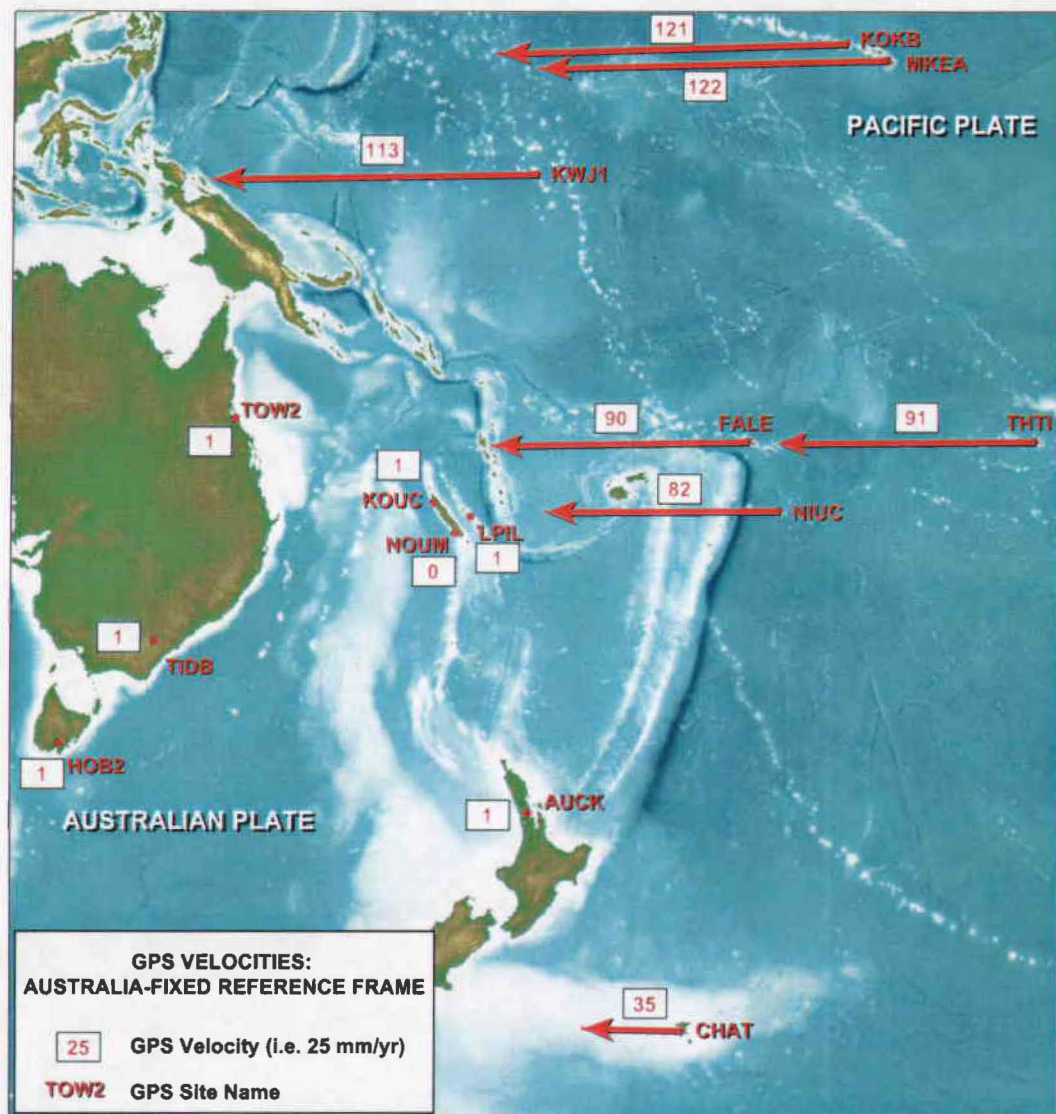 121
KOKB
MKEA
122
PACIFIC PLATE
113
KWJ1
TOW2
1
90
FALE
91
THTI
1
KOUC
82
NIUC
LPIL
NOUM
0
1
1
TIDB
HOB2
1
AUCK
1
AUSTRALIAN PLATE
GPS VELOCITIES:
AUSTRALIA-FIXED REFERENCE FRAME
25 GPS Velocity (i.e. 25 mm/yr)
TOW2 GPS Site Name
35
CHAT